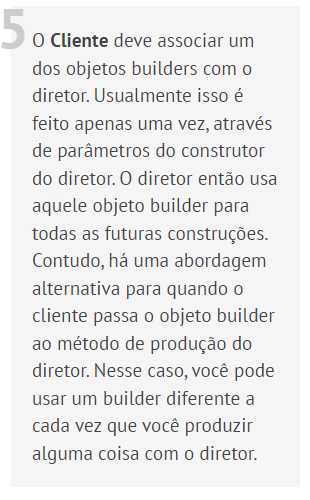 5
O Cliente deve associar um
dos objetos builders com o
diretor. Usualmente isso é
feito apenas uma vez, através
de parâmetros do construtor
do diretor. O diretor então usa
aquele objeto builder para
todas as futuras construções.
Contudo, há uma abordagem
alternativa para quando o
cliente passa o objeto builder
ao método de produção do
diretor. Nesse caso, você pode
usar um builder diferente a
cada vez que você produzir
alguma coisa com o diretor.